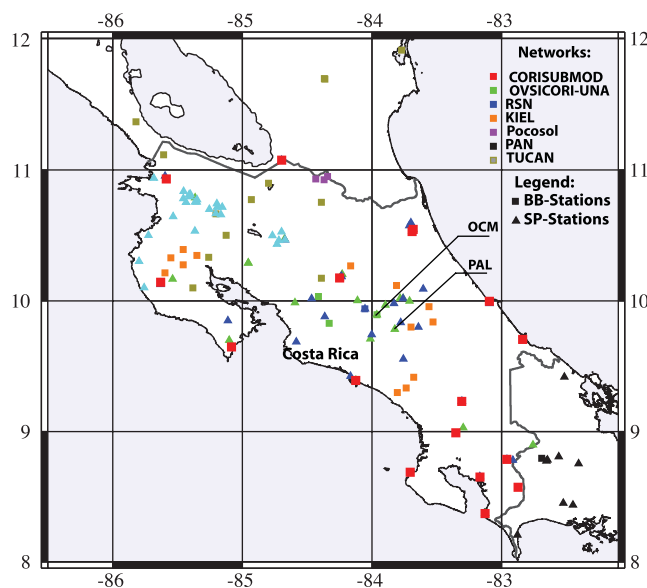 -86 -85 -84 -83
12 12
Networks:
CORISUBMOD
OVSICORI-UNA
RSN
KIEL
Pocosol
PAN
TUCAN
11 11
Legend:
BB-Stations
SP-Stations
OCM
PAL
10 10
Costa Rica
9 9
8 8
-86 -85 -84 -83